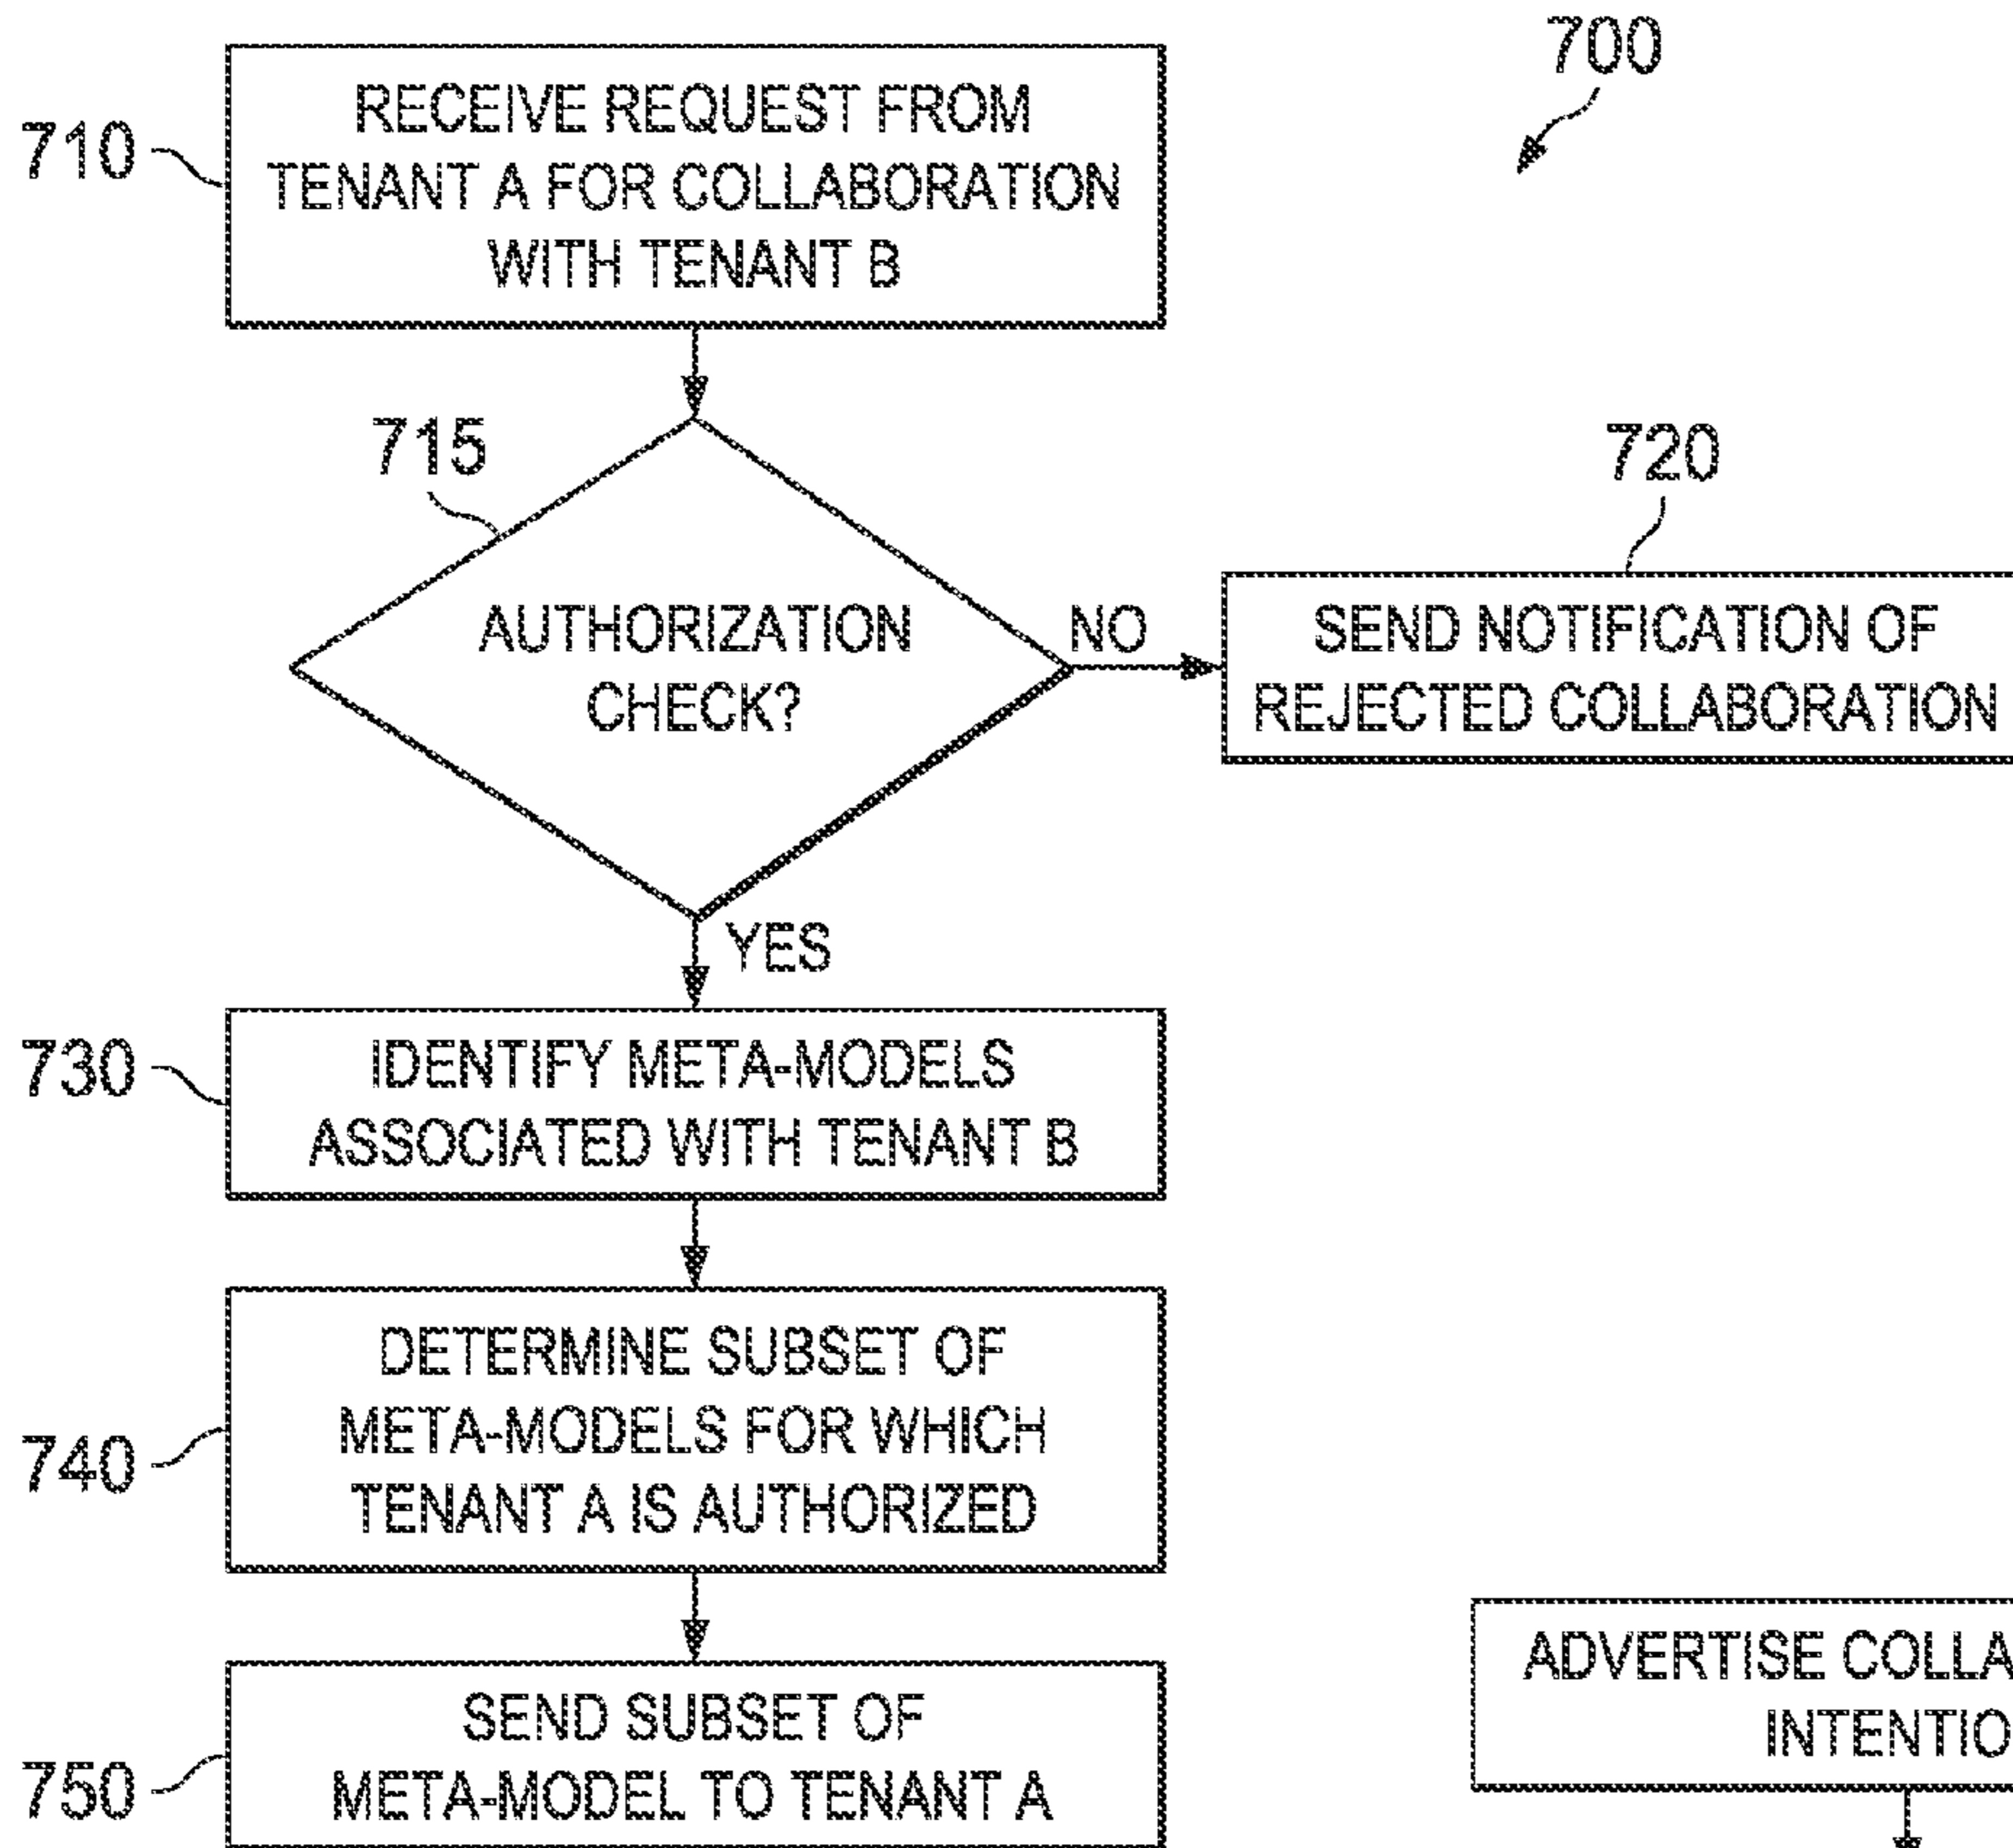 700
710
RECEIVE REQUEST FROM
TENANT A FOR COLLABORATION
WITH TENANT B
715
AUTHORIZATION
CHECK?
NO
720
SEND NOTIFICATION OF
REJECTED COLLABORATION
YES
730
IDENTIFY META-MODELS
ASSOCIATED WITH TENANT B
740
DETERMINE SUBSET OF
META-MODELS FOR WHICH
TENANT A IS AUTHORIZED
750
SEND SUBSET OF
META-MODEL TO TENANT A
ADVERTISE